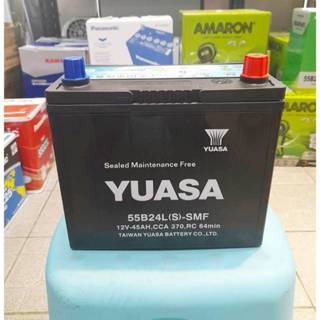 Panasonic
AMARON
YUASA
Sealed Maintenance Free
YUASA
55B24L(S)-SMF
12V-45AH,CCA 370,RC 64min
TAIWAN YUASA BATTERY CO.,LTD.